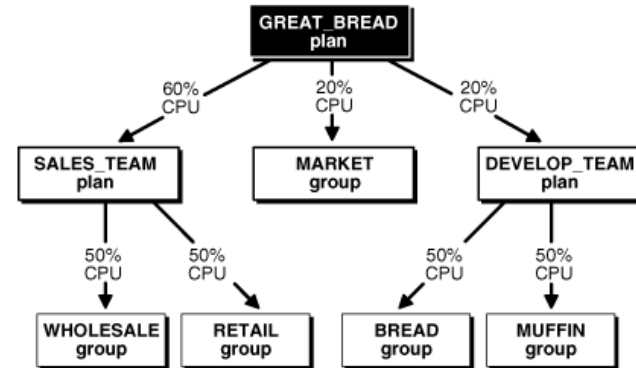 GREAT_BREAD
plan
60%
CPU
20%
CPU
20%
CPU
SALES_TEAM
plan
MARKET
group
DEVELOP_TEAM
plan
50%
CPU
50%
CPU
50%
CPU
50%
CPU
WHOLESALE
group
RETAIL
group
BREAD
group
MUFFIN
group